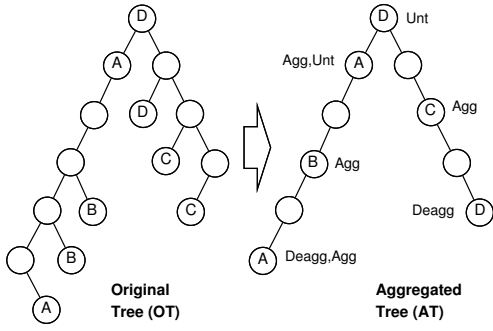 D
D
Unt
A
Agg,Unt
A
D
C
Agg
C
B
Agg
B
C
Deagg
D
B
A
Deagg,Agg
A
Original
Tree (OT)
Aggregated
Tree (AT)